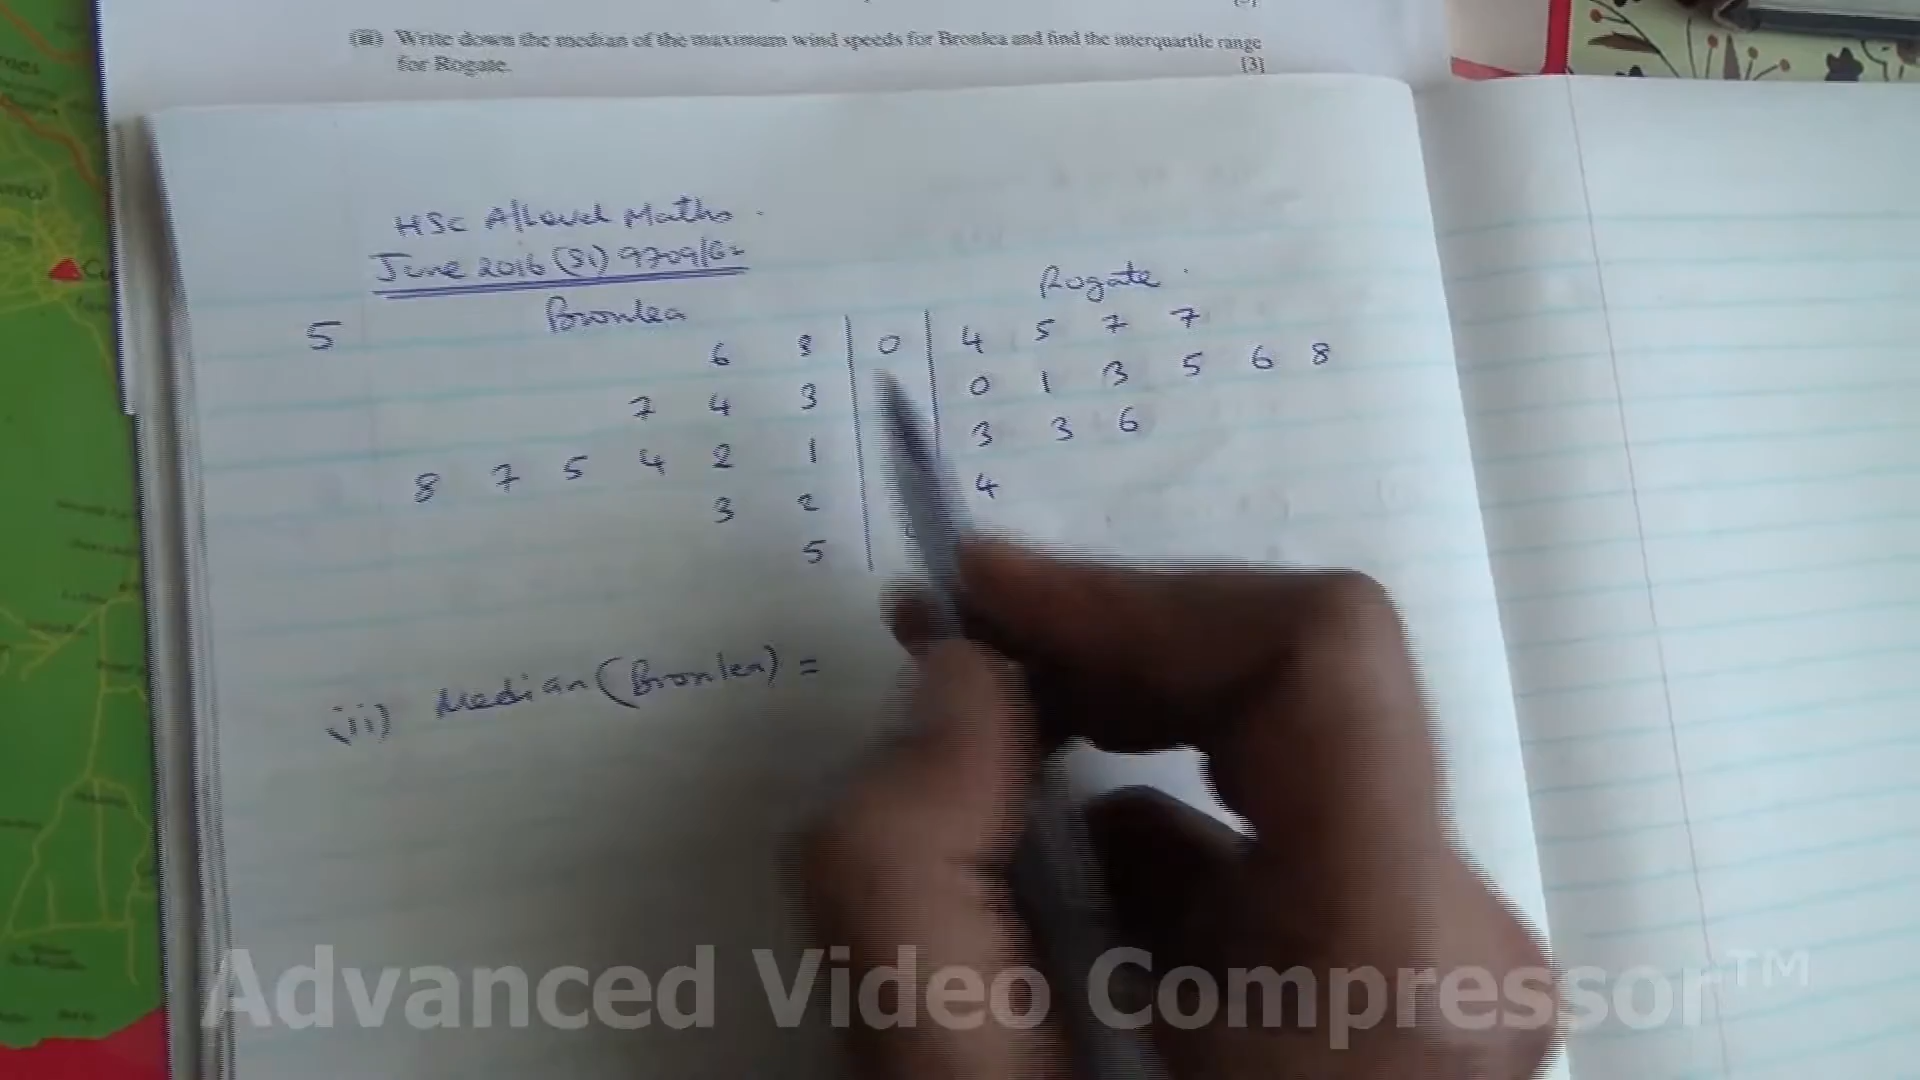 (iii) Write down the median of the maximum wind speeds for Bronlea and find the interquartile range
for Rogate. [3]
HSC A/Level Maths.
June 2016 (S1) 9709/62
5 Bronlea Rogate.
6 3 0 4 5 7 7
7 4 3 0 1 3 5 6 8
8 7 5 4 2 1 3 3 6
3 2 4
5
iii) Median (Bronlea) =
Advanced Video Compressor™